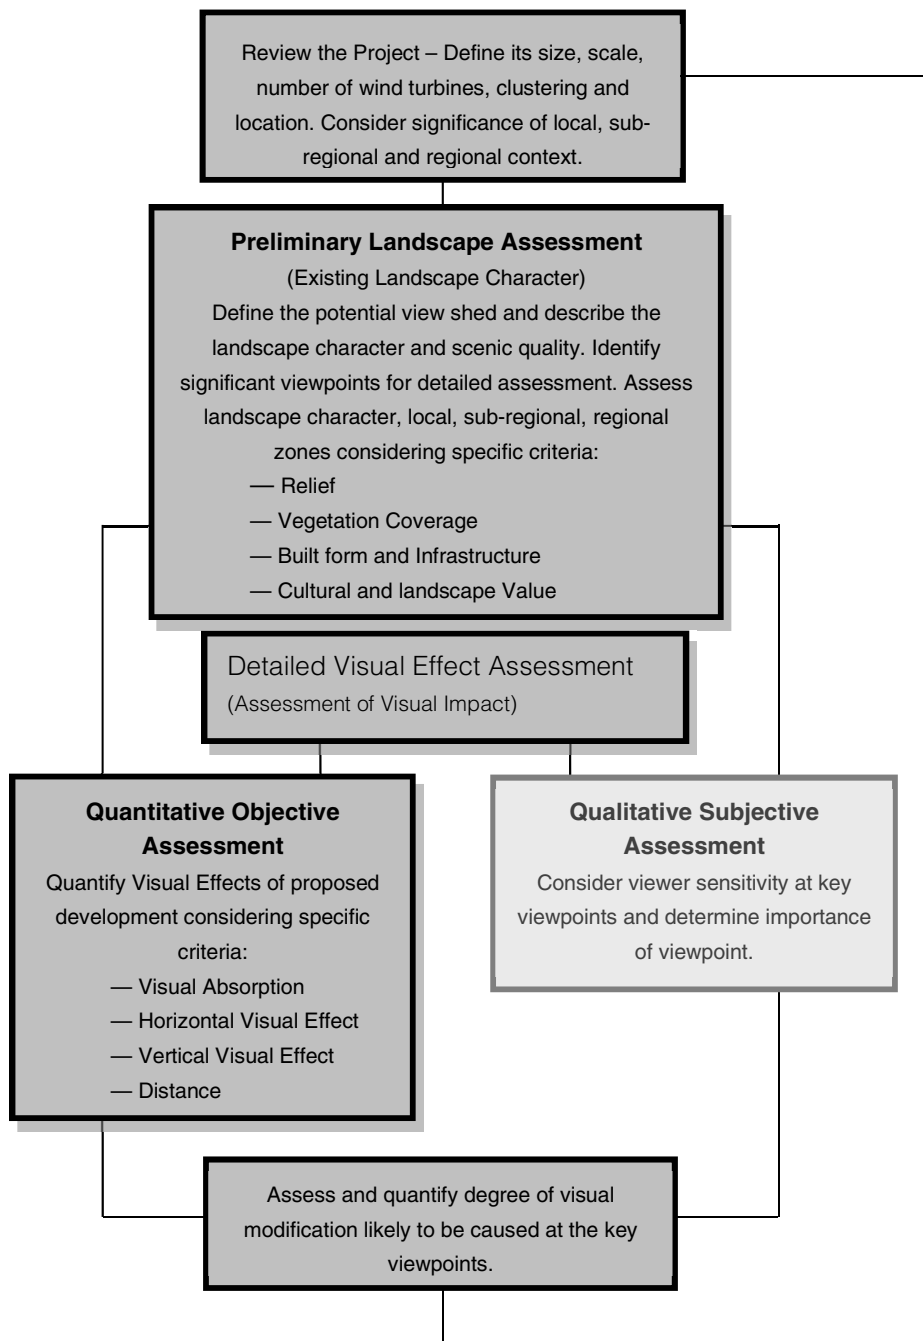 Review the Project – Define its size, scale,
number of wind turbines, clustering and
location. Consider significance of local, sub-
regional and regional context.
Preliminary Landscape Assessment
(Existing Landscape Character)
Define the potential view shed and describe the
landscape character and scenic quality. Identify
significant viewpoints for detailed assessment. Assess
landscape character, local, sub-regional, regional
zones considering specific criteria:
— Relief
— Vegetation Coverage
— Built form and Infrastructure
— Cultural and landscape Value
Detailed Visual Effect Assessment
(Assessment of Visual Impact)
Quantitative Objective
Assessment
Quantify Visual Effects of proposed
development considering specific
criteria:
— Visual Absorption
— Horizontal Visual Effect
— Vertical Visual Effect
— Distance
Qualitative Subjective
Assessment
Consider viewer sensitivity at key
viewpoints and determine importance
of viewpoint.
Assess and quantify degree of visual
modification likely to be caused at the key
viewpoints.